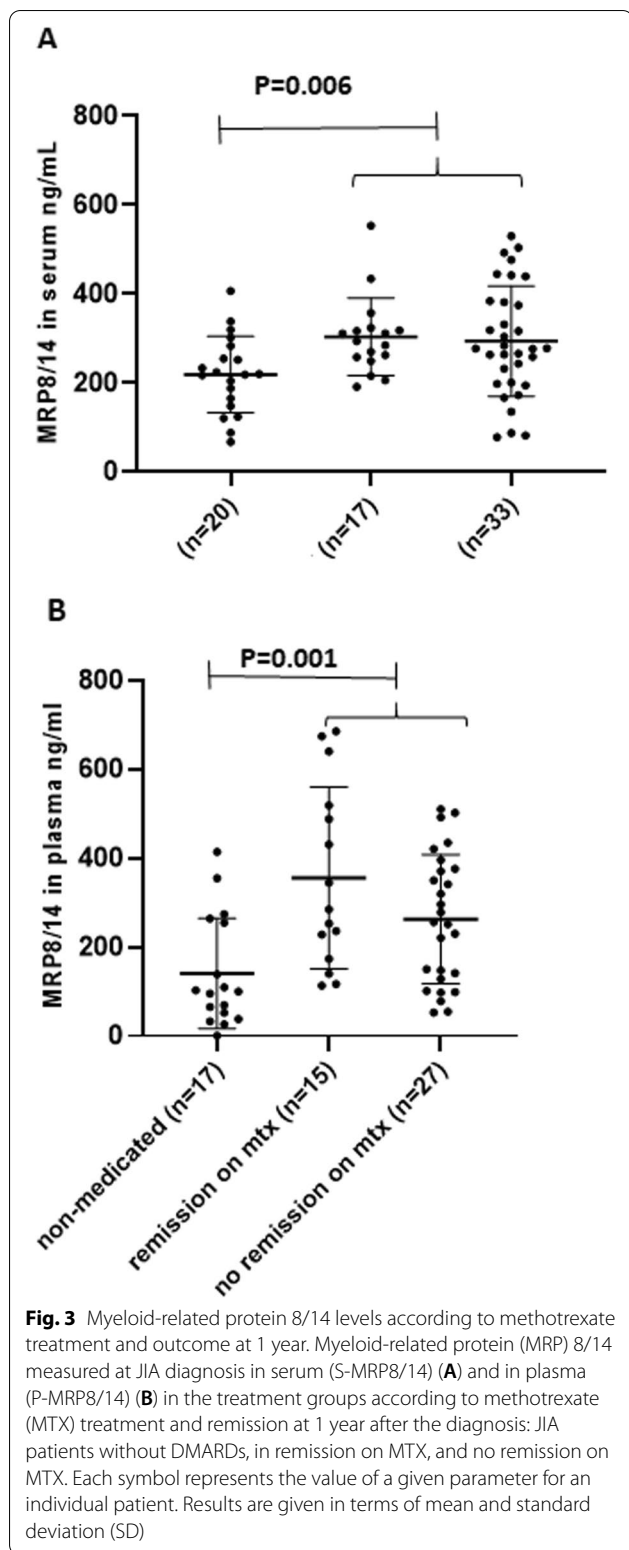 A
P=0.006
MRP8/14 in serum ng/mL
800
600
400
200
0
(n=20)
(n=17)
(n=33)
B
P=0.001
MRP8/14 in plasma ng/ml
800
600
400
200
0
non-medicated (n=17)
remission on mtx (n=15)
no remission on mtx (n=27)
Fig. 3 Myeloid-related protein 8/14 levels according to methotrexate
treatment and outcome at 1 year. Myeloid-related protein (MRP) 8/14
measured at JIA diagnosis in serum (S-MRP8/14) (A) and in plasma
(P-MRP8/14) (B) in the treatment groups according to methotrexate
(MTX) treatment and remission at 1 year after the diagnosis: JIA
patients without DMARDs, in remission on MTX, and no remission on
MTX. Each symbol represents the value of a given parameter for an
individual patient. Results are given in terms of mean and standard
deviation (SD)